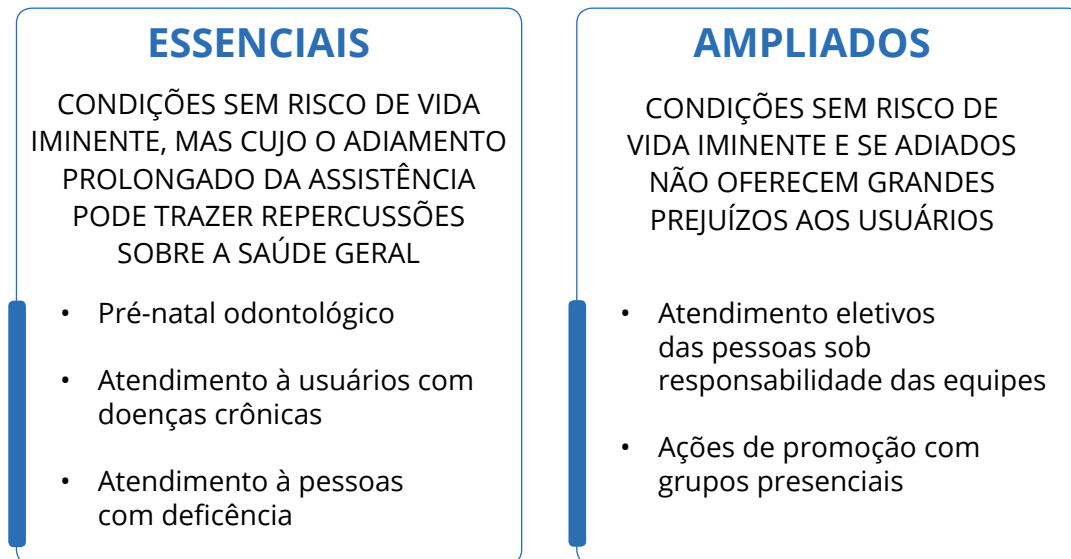 ESSENCIAIS
CONDIÇÕES SEM RISCO DE VIDA
IMINENTE, MAS CUJO O ADIAMENTO
PROLONGADO DA ASSISTÊNCIA
PODE TRAZER REPERCUSSÕES
SOBRE A SAÚDE GERAL
• Pré-natal odontológico
• Atendimento à usuários com
doenças crônicas
• Atendimento à pessoas
com deficência
AMPLIADOS
CONDIÇÕES SEM RISCO DE
VIDA IMINENTE E SE ADIADOS
NÃO OFERECEM GRANDES
PREJUÍZOS AOS USUÁRIOS
• Atendimento eletivos
das pessoas sob
responsabilidade das equipes
• Ações de promoção com
grupos presenciais